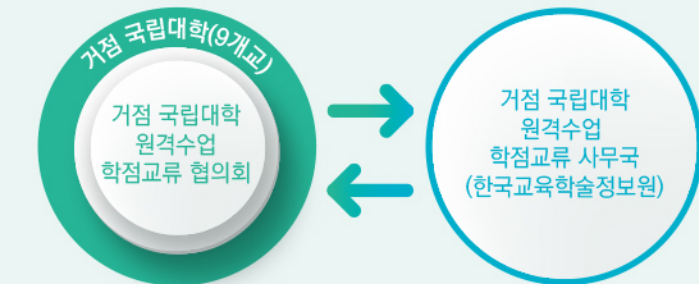 거점 국립대학(9개교)
거점 국립대학
원격수업
학점교류 협의회
거점 국립대학
원격수업
학점교류 사무국
(한국교육학술정보원)